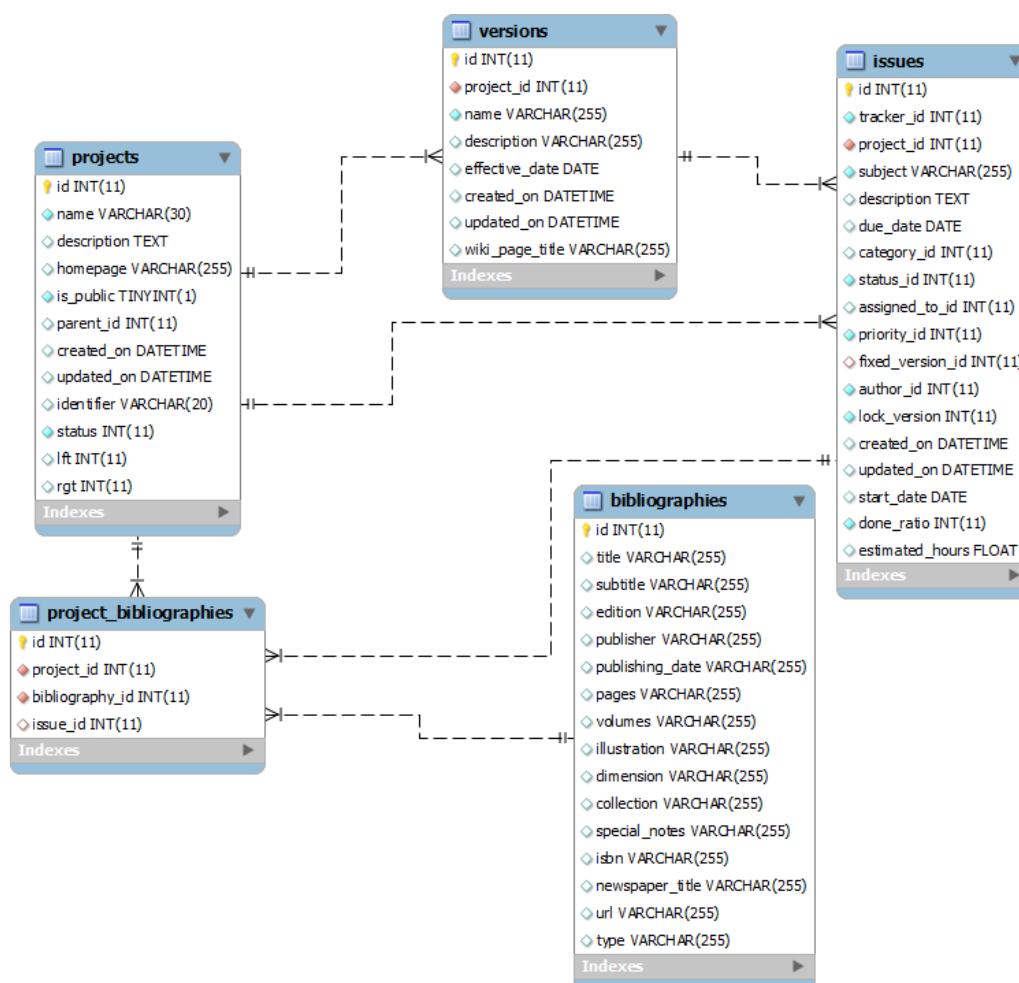 versions
id INT(11)
project_id INT(11)
name VARCHAR(255)
description VARCHAR(255)
effective_date DATE
created_on DATETIME
updated_on DATETIME
wiki_page_title VARCHAR(255)
Indexes
issues
id INT(11)
tracker_id INT(11)
project_id INT(11)
subject VARCHAR(255)
description TEXT
due_date DATE
category_id INT(11)
status_id INT(11)
assigned_to_id INT(11)
priority_id INT(11)
fixed_version_id INT(11)
author_id INT(11)
lock_version INT(11)
created_on DATETIME
updated_on DATETIME
start_date DATE
done_ratio INT(11)
estimated_hours FLOAT
Indexes
projects
id INT(11)
name VARCHAR(30)
description TEXT
homepage VARCHAR(255)
is_public TINYINT(1)
parent_id INT(11)
created_on DATETIME
updated_on DATETIME
identifier VARCHAR(20)
status INT(11)
lft INT(11)
rgt INT(11)
Indexes
project_bibliographies
id INT(11)
project_id INT(11)
bibliography_id INT(11)
issue_id INT(11)
Indexes
bibliographies
id INT(11)
title VARCHAR(255)
subtitle VARCHAR(255)
edition VARCHAR(255)
publisher VARCHAR(255)
publishing_date VARCHAR(255)
pages VARCHAR(255)
volumes VARCHAR(255)
illustration VARCHAR(255)
dimension VARCHAR(255)
collection VARCHAR(255)
special_notes VARCHAR(255)
isbn VARCHAR(255)
newspaper_title VARCHAR(255)
url VARCHAR(255)
type VARCHAR(255)
Indexes